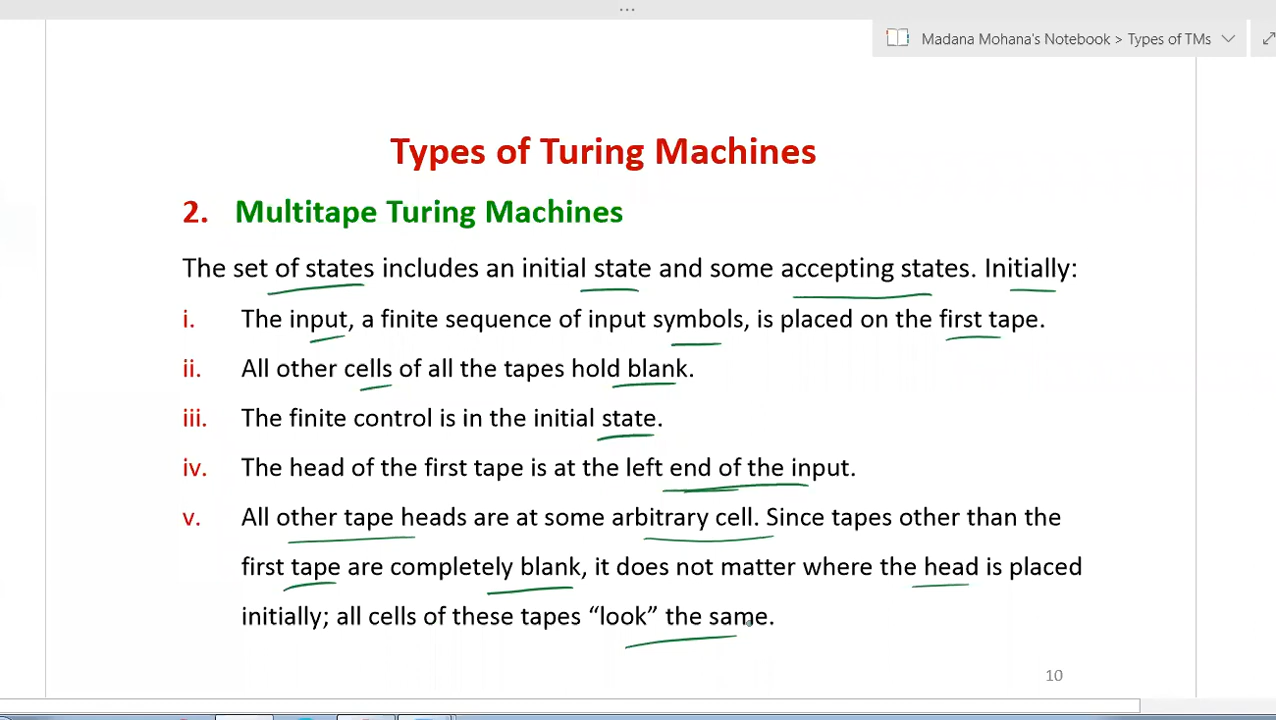 ...
Madana Mohana's Notebook > Types of TMs
Types of Turing Machines
2. Multitape Turing Machines
The set of states includes an initial state and some accepting states. Initially:
i. The input, a finite sequence of input symbols, is placed on the first tape.
ii. All other cells of all the tapes hold blank.
iii. The finite control is in the initial state.
iv. The head of the first tape is at the left end of the input.
v. All other tape heads are at some arbitrary cell. Since tapes other than the
first tape are completely blank, it does not matter where the head is placed
initially; all cells of these tapes “look” the same.
10